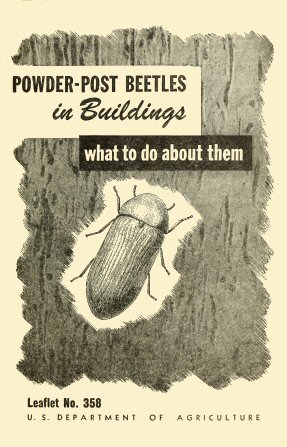 POWDER-POST BEETLES
in Buildings
what to do about them
Leaflet No. 358
U. S. DEPARTMENT OF AGRICULTURE